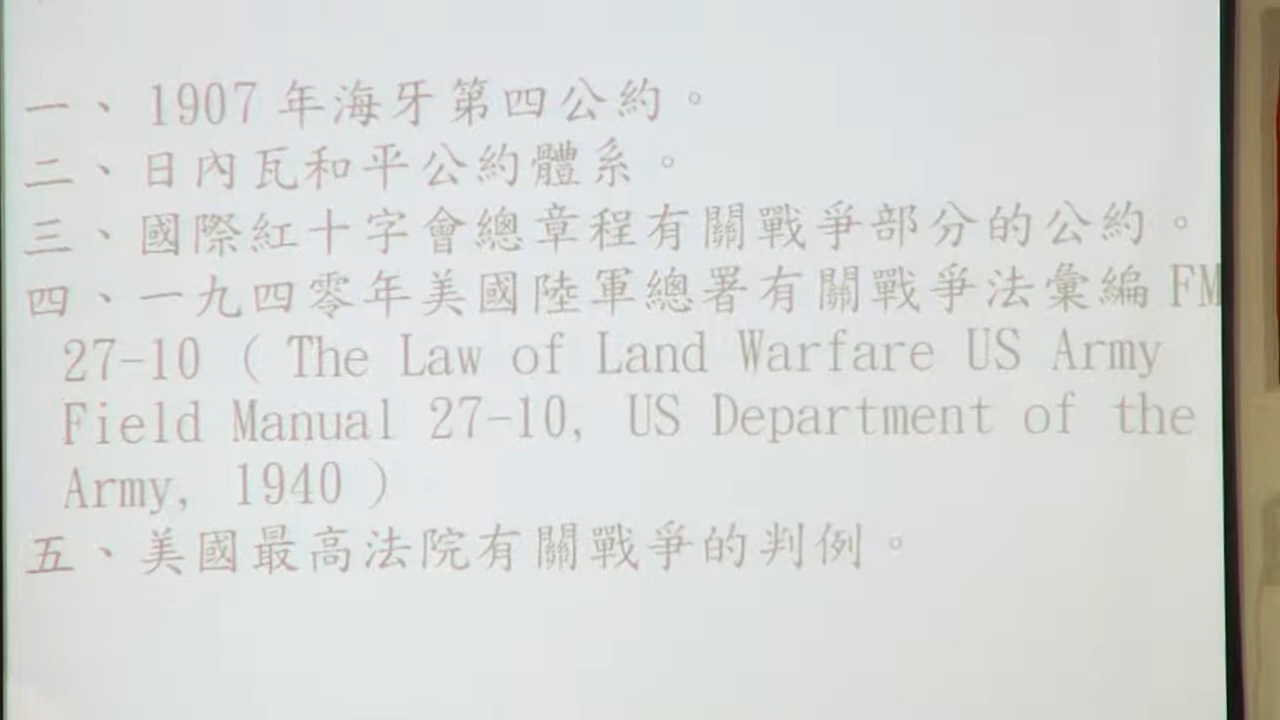 一、1907年海牙第四公約。
二、日內瓦和平公約體系。
三、國際紅十字會總章程有關戰爭部分的公約。
四、一九四零年美國陸軍總署有關戰爭法彙編 FM
27-10 ( The Law of Land Warfare US Army
Field Manual 27-10, US Department of the
Army, 1940 )
五、美國最高法院有關戰爭的判例。